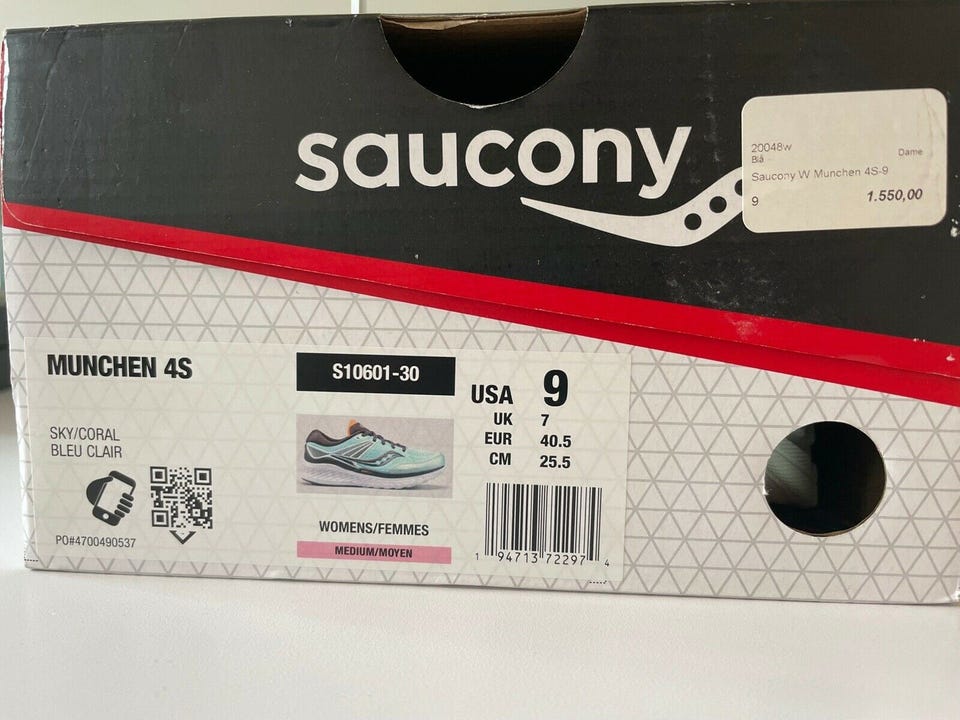 saucony
20048w
Blå
Dame
Saucony W Munchen 4S-9
9
1.550,00
MUNCHEN 4S
S10601-30
USA 9
UK 7
EUR 40.5
CM 25.5
SKY/CORAL
BLEU CLAIR
PO#4700490537
WOMENS/FEMMES
MEDIUM/MOYEN
1 94713 72297 4